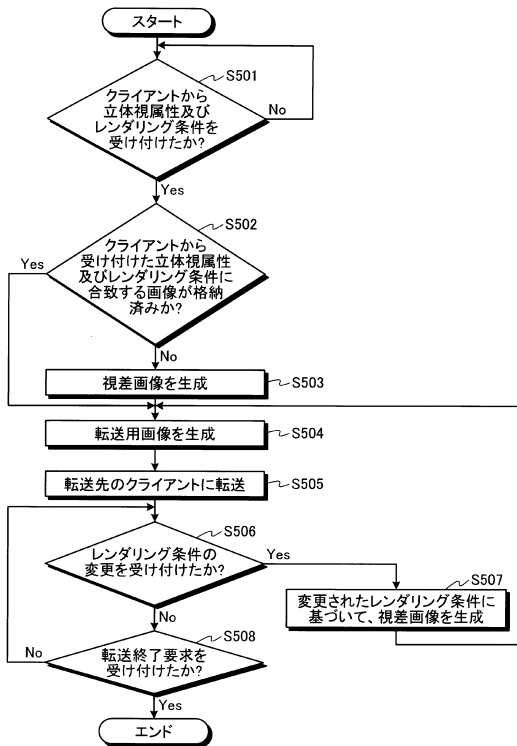 スタート
S501
クライアントから
立体視属性及び
レンダリング条件を
受け付けたか?
No
Yes
S502
クライアントから
受け付けた立体視属性
及びレンダリング条件に
合致する画像が格納
済みか?
Yes
No
視差画像を生成
S503
転送用画像を生成
S504
転送先のクライアントに転送
S505
S506
レンダリング条件の
変更を受け付けたか?
Yes
S507
変更されたレンダリング条件に
基づいて、視差画像を生成
No
S508
転送終了要求を
受け付けたか?
No
Yes
エンド